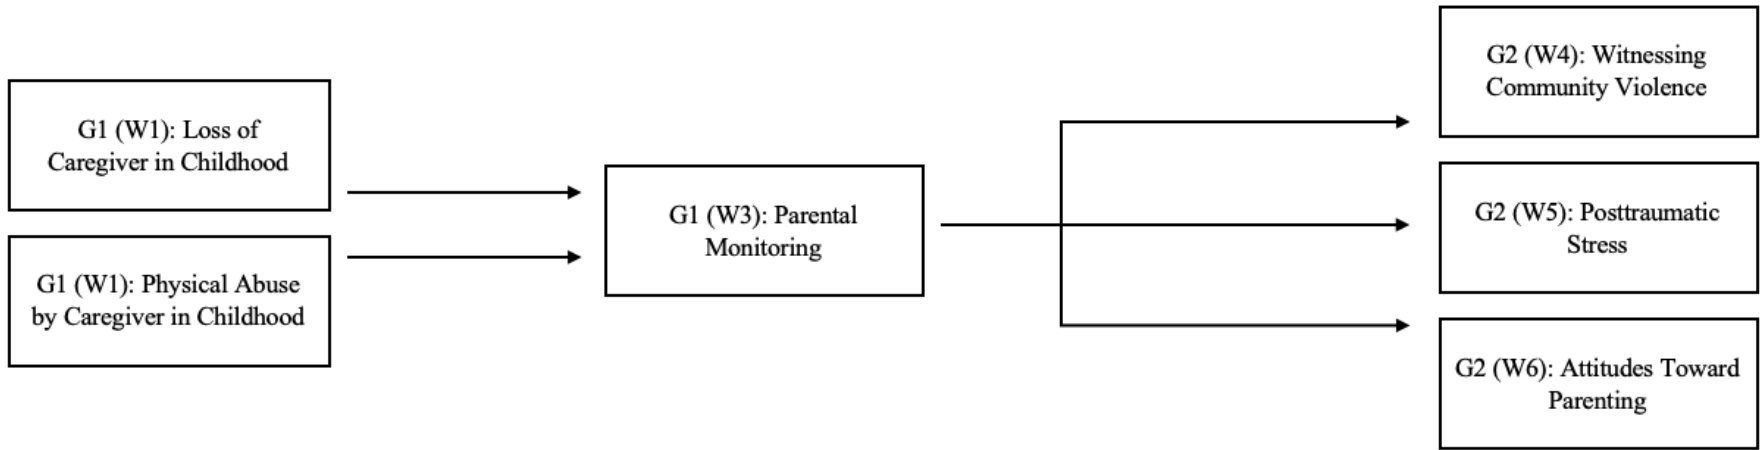 G1 (W1): Loss of
Caregiver in Childhood
G1 (W1): Physical Abuse
by Caregiver in Childhood
G1 (W3): Parental
Monitoring
G2 (W4): Witnessing
Community Violence
G2 (W5): Posttraumatic
Stress
G2 (W6): Attitudes Toward
Parenting